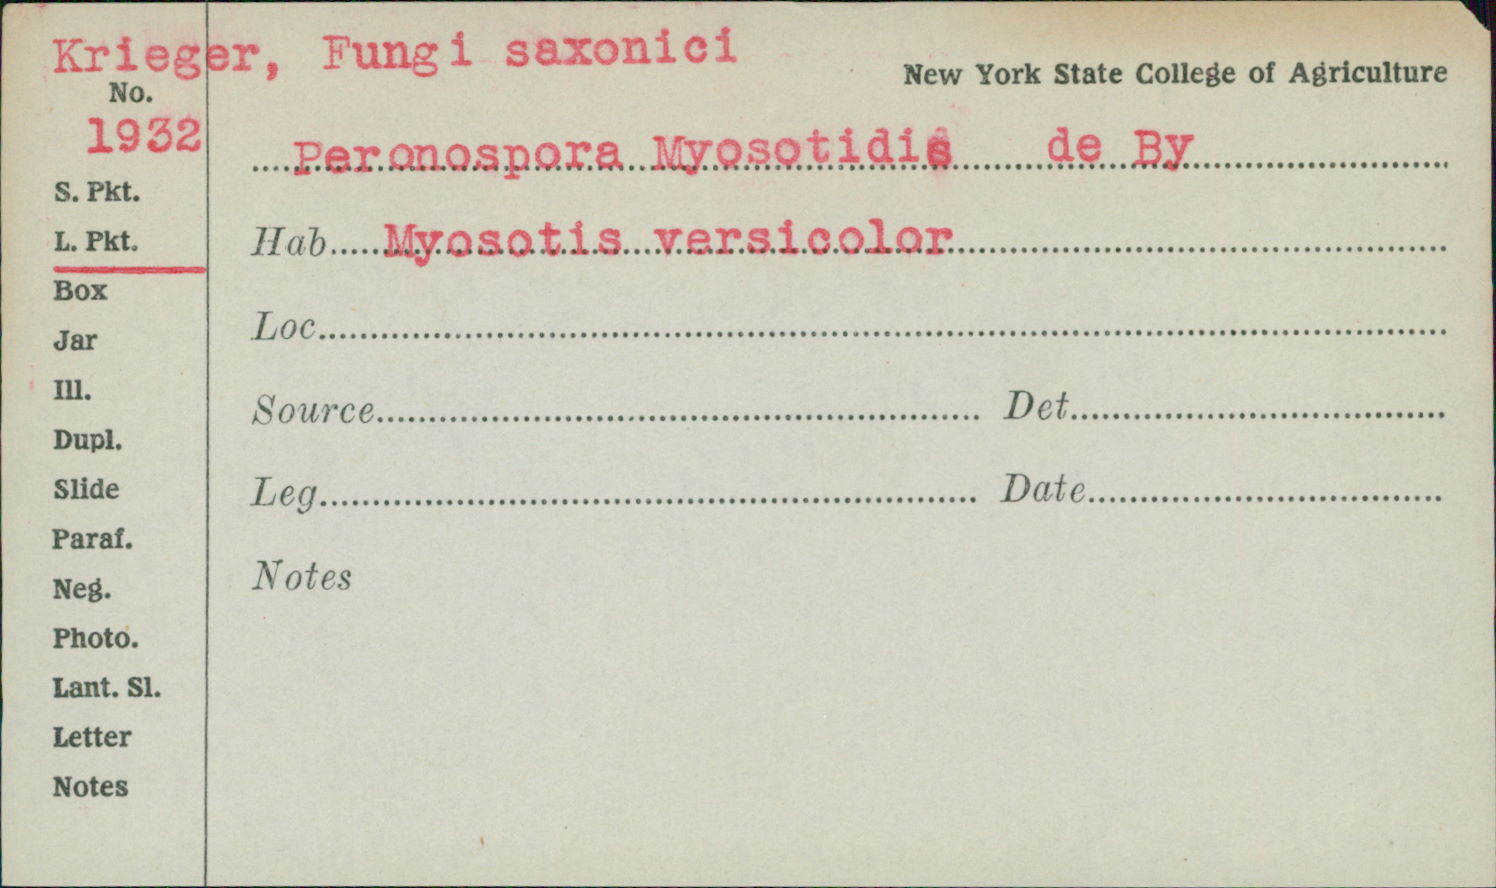 Krieger, Fungi saxonici
New York State College of Agriculture
No.
1932
Peronospora Myosotidis de By
S. Pkt.
L. Pkt.
Hab. Myosotis versicolor
Box
Loc.
Jar
Ill.
Source Det.
Dupl.
Slide
Leg. Date
Paraf.
Neg.
Notes
Photo.
Lant. Sl.
Letter
Notes